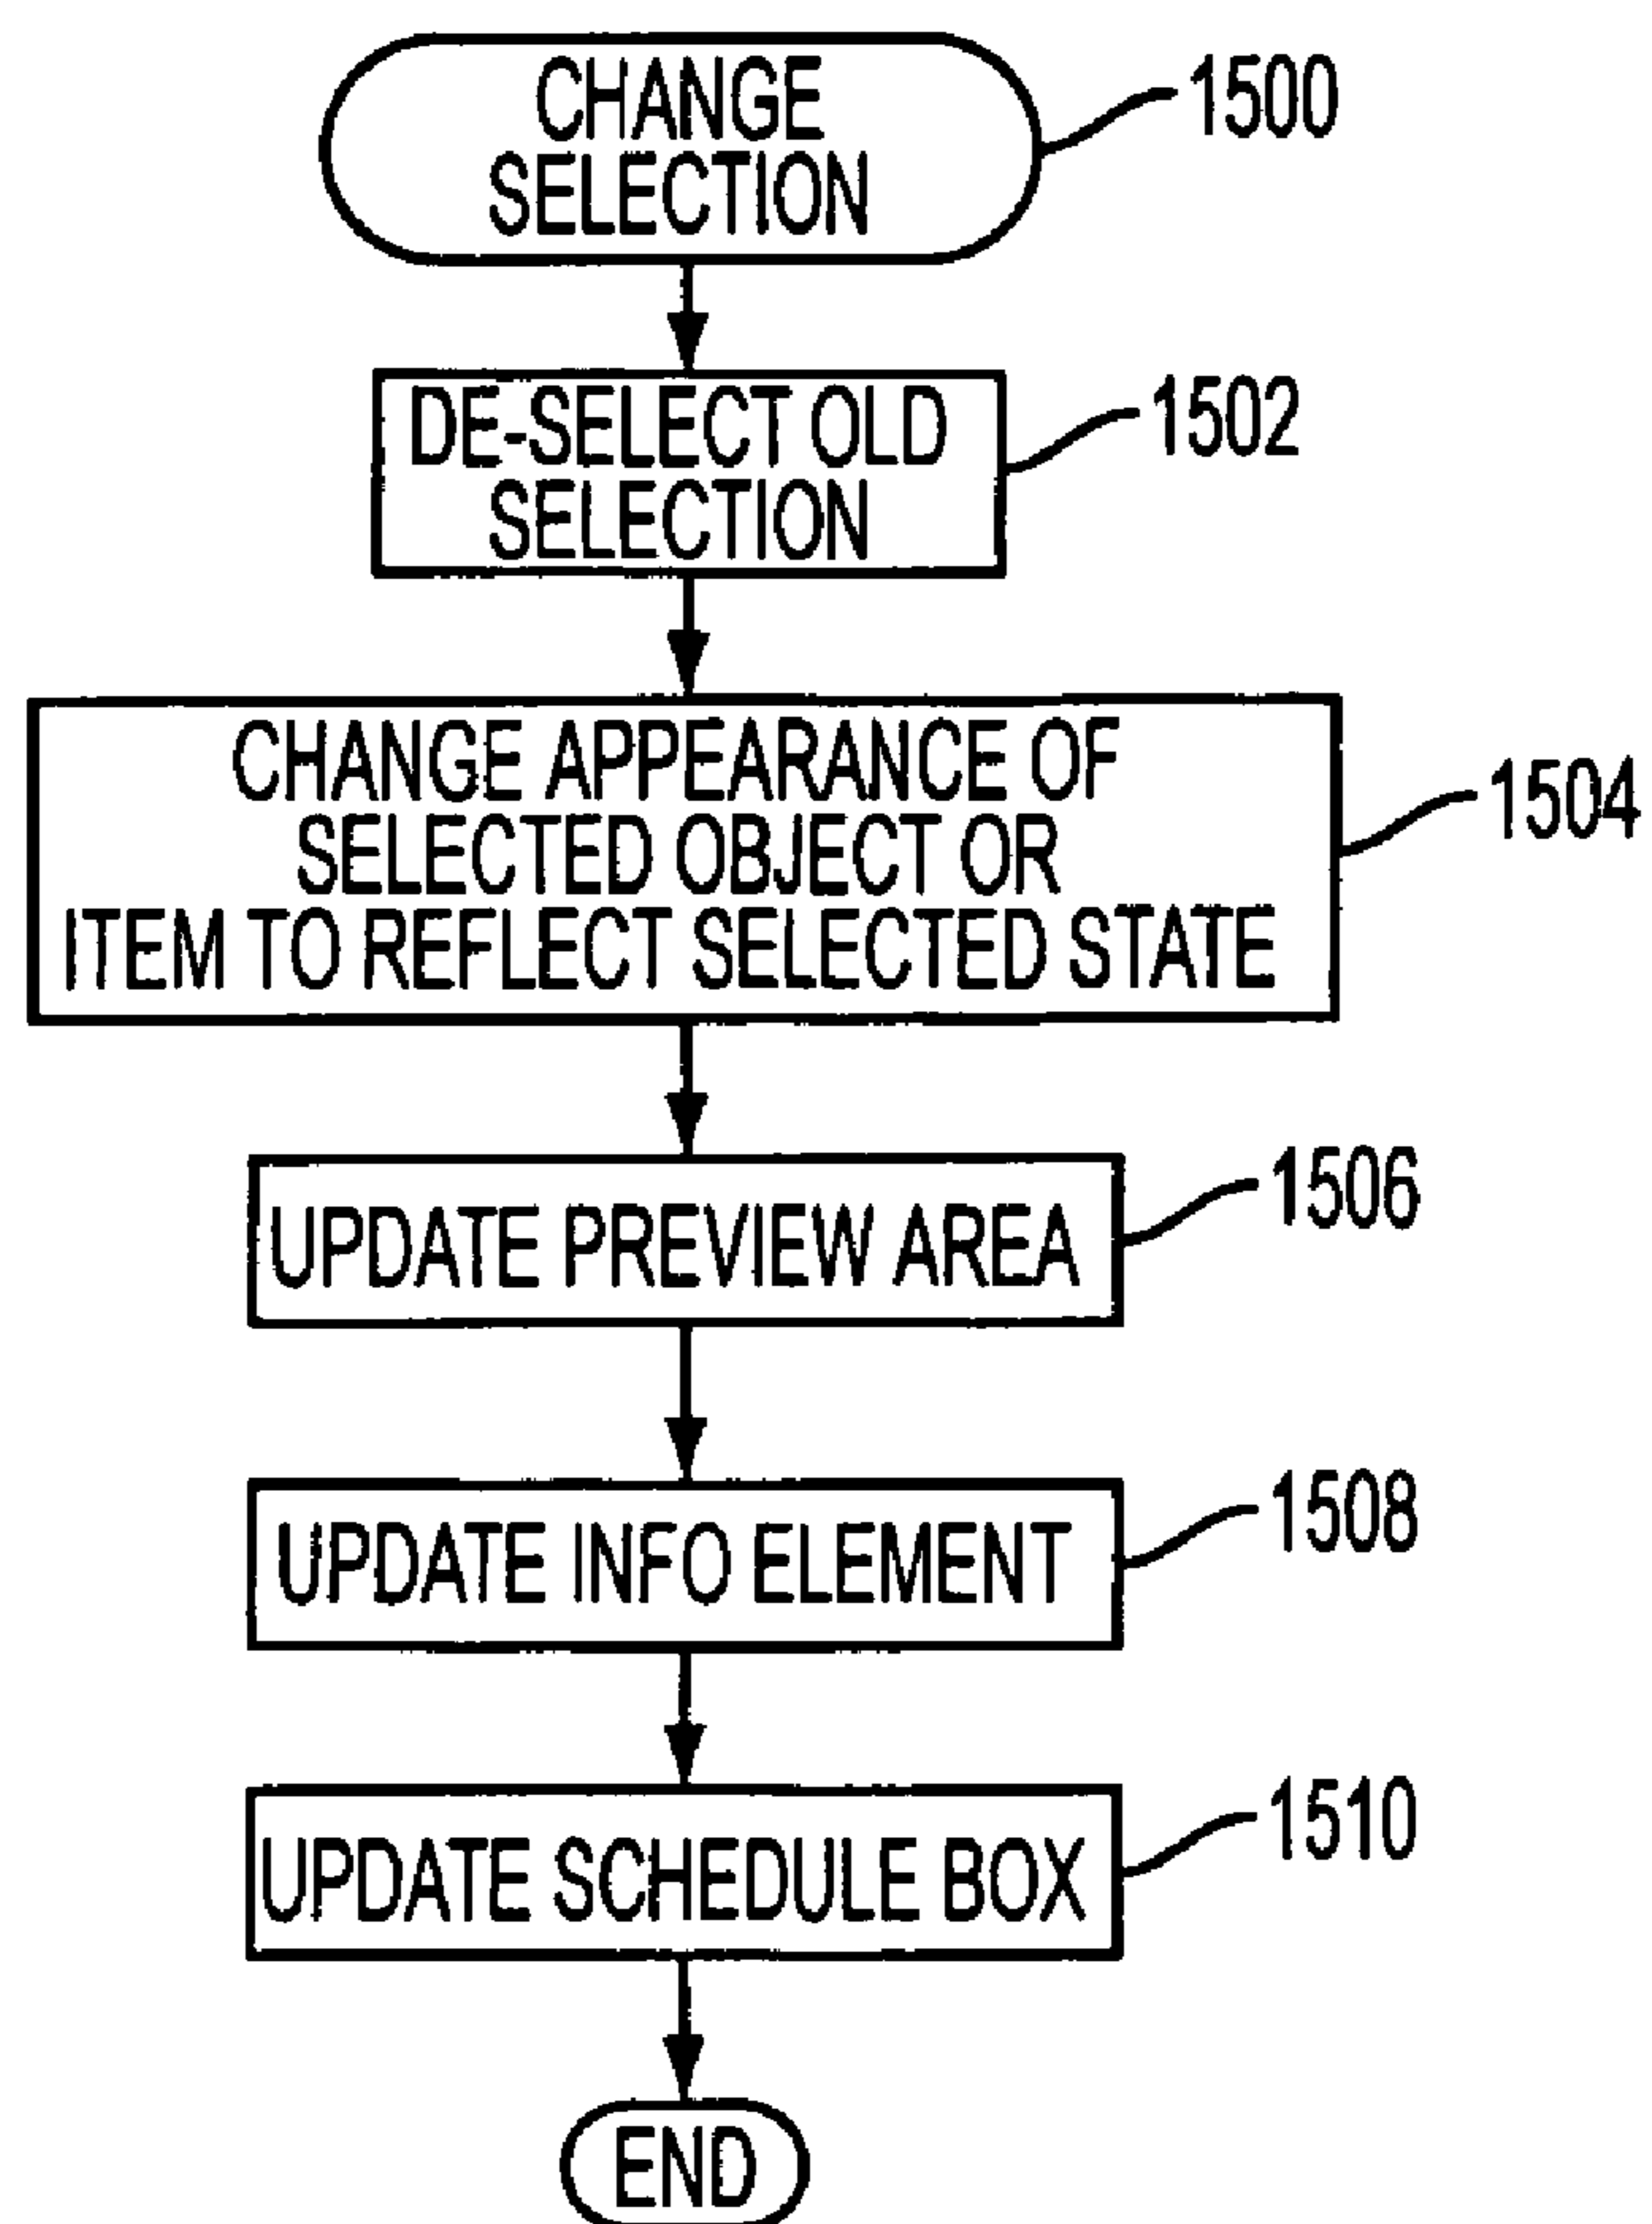 CHANGE
SELECTION
1500
DE-SELECT OLD
SELECTION
1502
CHANGE APPEARANCE OF
SELECTED OBJECT OR
ITEM TO REFLECT SELECTED STATE
1504
UPDATE PREVIEW AREA
1506
UPDATE INFO ELEMENT
1508
UPDATE SCHEDULE BOX
1510
END